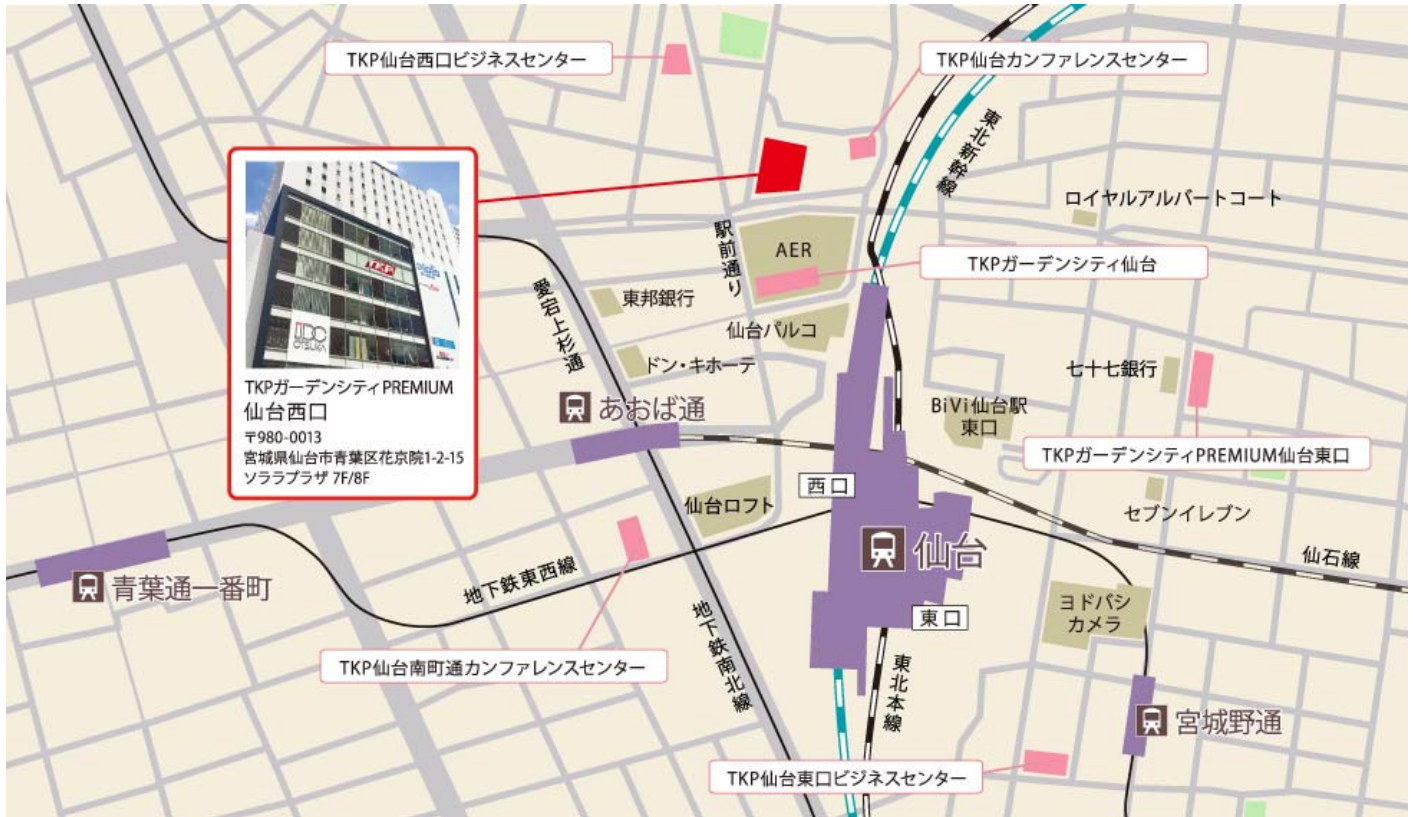 TKP仙台西口ビジネスセンター
TKP仙台カンファレンスセンター
東北新幹線
ロイヤルアルバートコート
駅前通り
AER
TKPガーデンシティ仙台
TKP
IDC
OTSUKA
TKPガーデンシティPREMIUM
仙台西口
〒980-0013
宮城県仙台市青葉区花京院1-2-15
ソララプラザ 7F/8F
愛宕上杉通
東邦銀行
仙台パルコ
ドン・キホーテ
七十七銀行
BiVi仙台駅
東口
あおば通
TKPガーデンシティPREMIUM仙台東口
西口
仙台ロフト
セブンイレブン
仙台
仙石線
青葉通一番町
地下鉄東西線
ヨドバシ
カメラ
東口
地下鉄南北線
TKP仙台南町通カンファレンスセンター
東北本線
宮城野通
TKP仙台東口ビジネスセンター